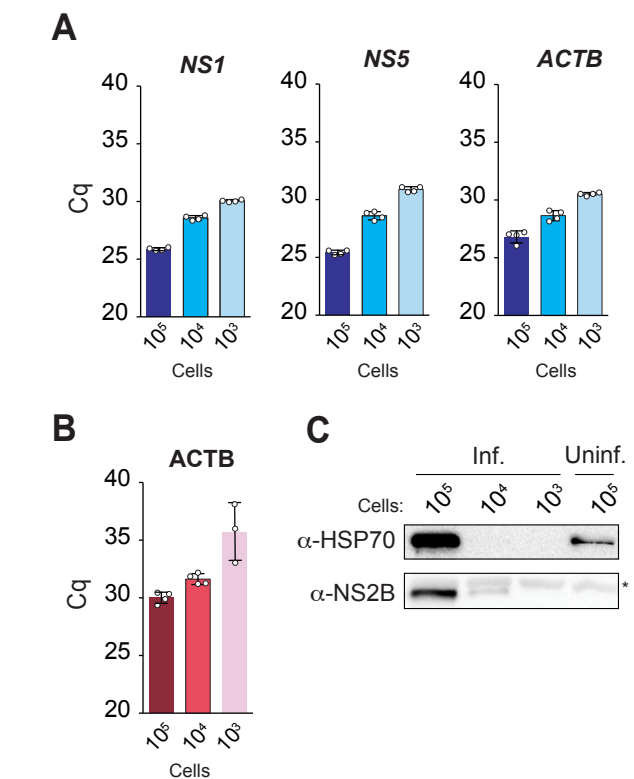 A
NS1 NS5 ACTB
40 40 40
35 35 35
Cq 30 30 30
25 25 25
20 20 20
10⁵ 10⁴ 10³ 10⁵ 10⁴ 10³ 10⁵ 10⁴ 10³
Cells Cells Cells
B
ACTB
40
35
Cq 30
25
20
10⁵ 10⁴ 10³
Cells
C
Inf. Uninf.
Cells: 10⁵ 10⁴ 10³ 10⁵
α-HSP70
α-NS2B *